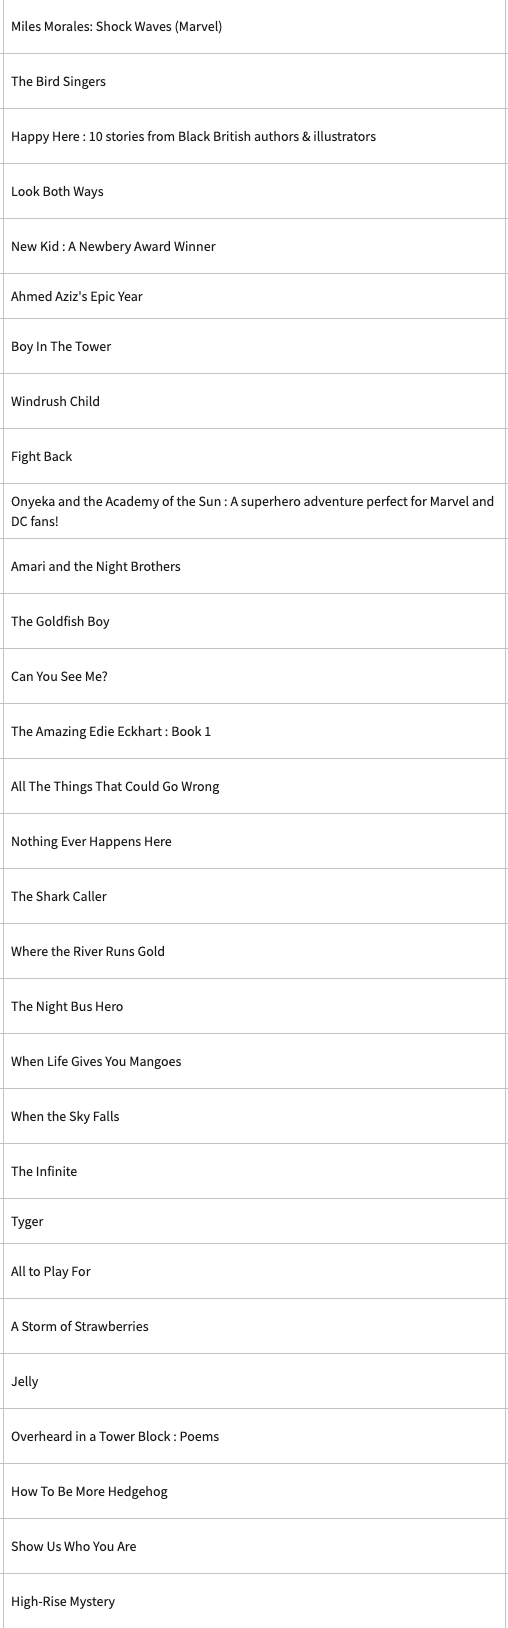 Miles Morales: Shock Waves (Marvel)
The Bird Singers
Happy Here : 10 stories from Black British authors & illustrators
Look Both Ways
New Kid : A Newbery Award Winner
Ahmed Aziz's Epic Year
Boy In The Tower
Windrush Child
Fight Back
Onyeka and the Academy of the Sun : A superhero adventure perfect for Marvel and
DC fans!
Amari and the Night Brothers
The Goldfish Boy
Can You See Me?
The Amazing Edie Eckhart : Book 1
All The Things That Could Go Wrong
Nothing Ever Happens Here
The Shark Caller
Where the River Runs Gold
The Night Bus Hero
When Life Gives You Mangoes
When the Sky Falls
The Infinite
Tyger
All to Play For
A Storm of Strawberries
Jelly
Overheard in a Tower Block : Poems
How To Be More Hedgehog
Show Us Who You Are
High-Rise Mystery